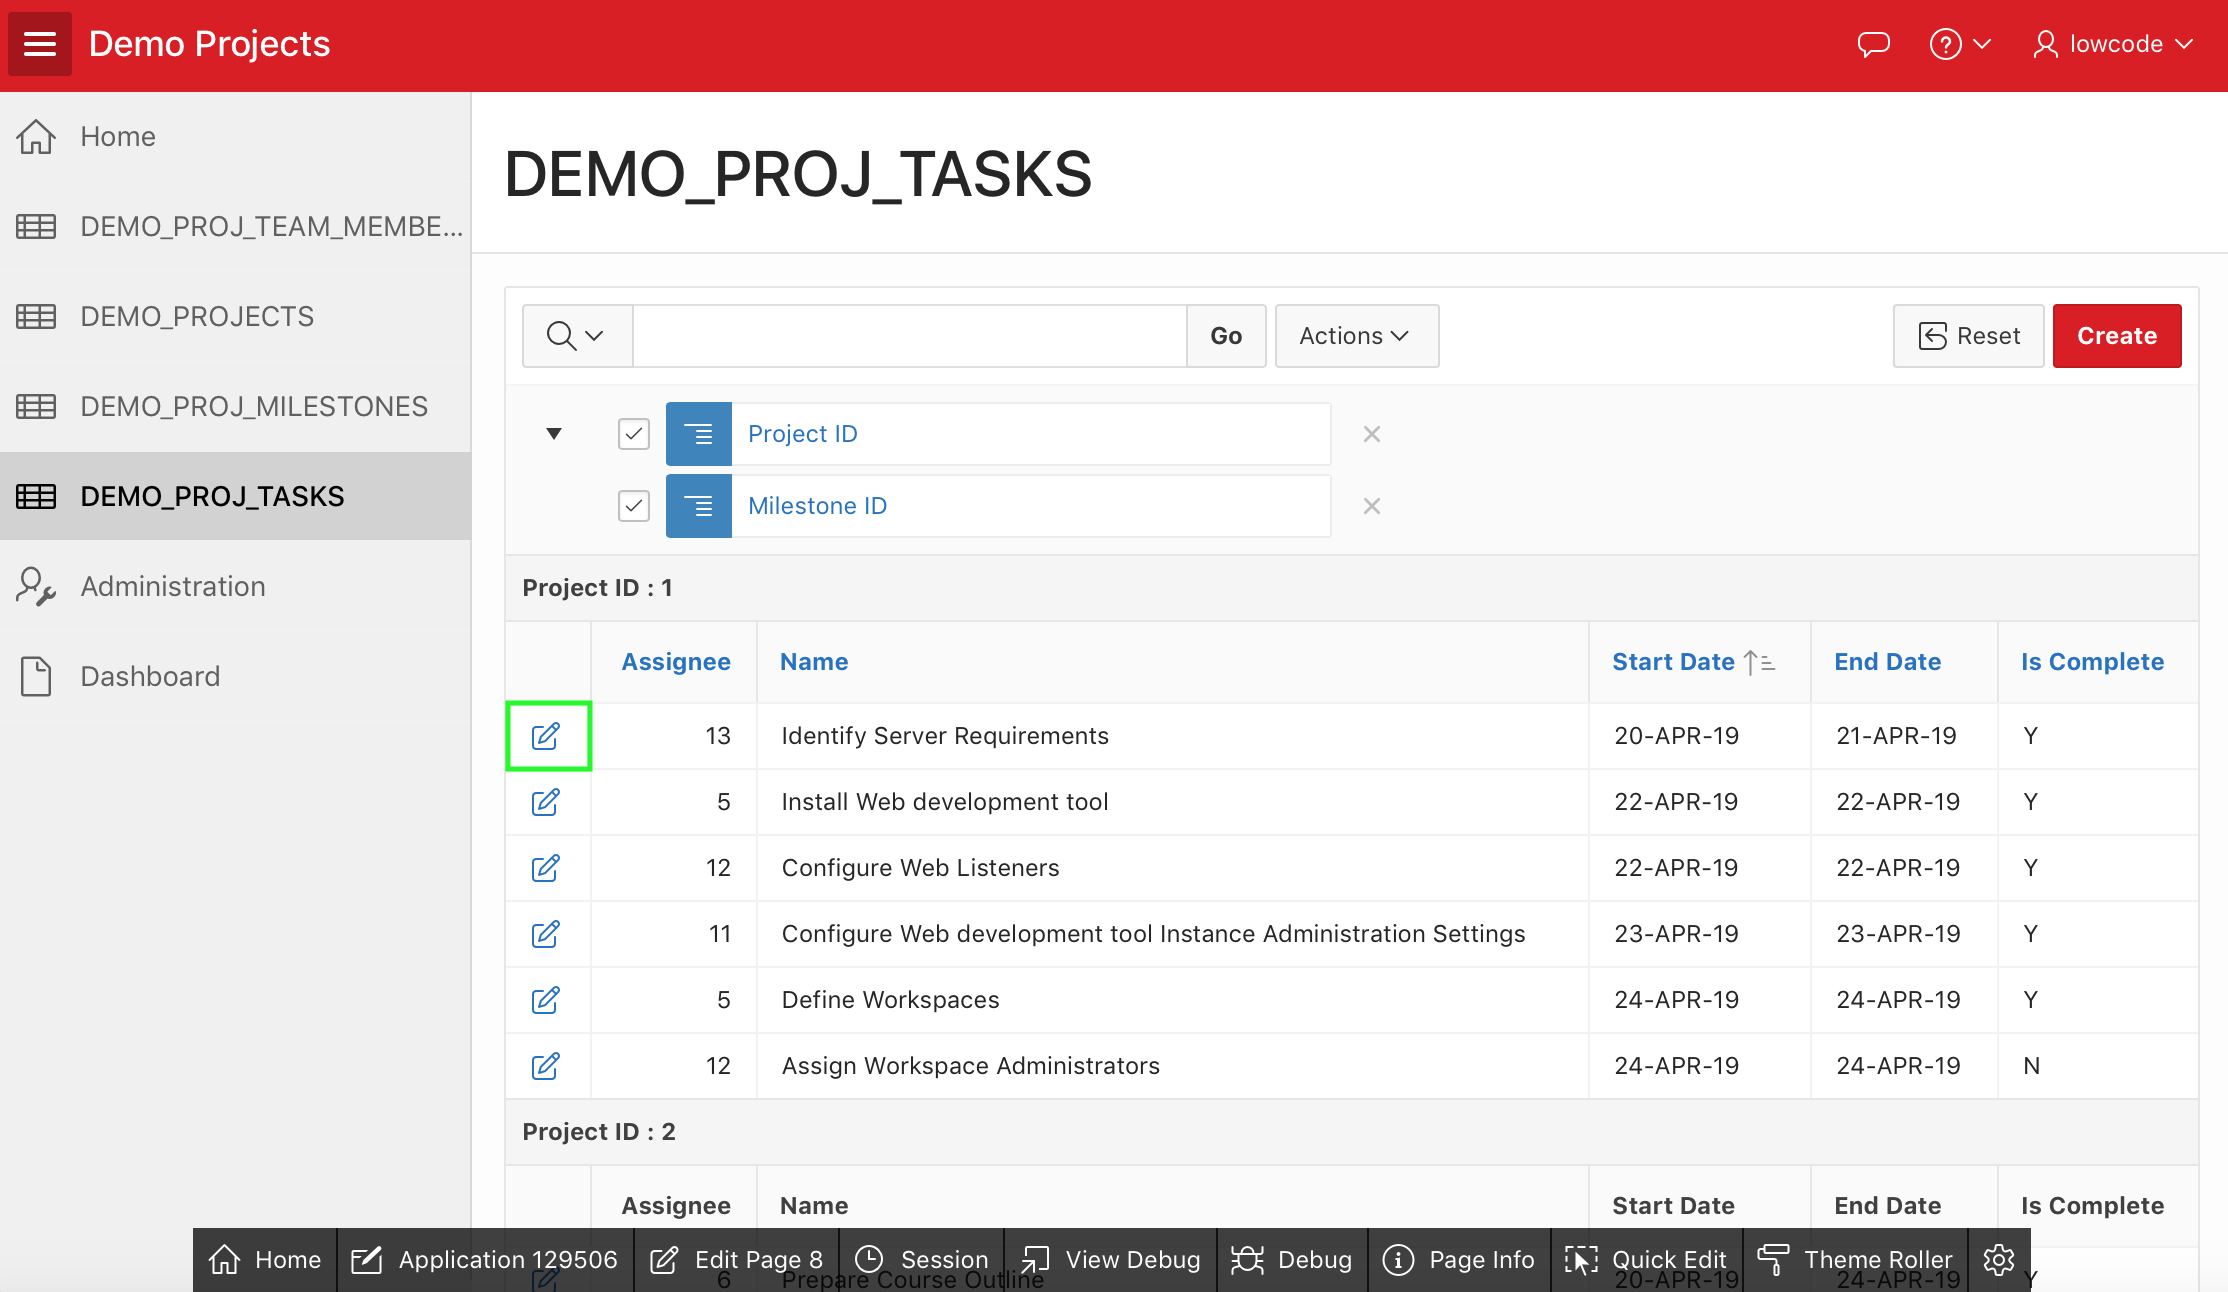 Demo Projects
lowcode
Home
DEMO_PROJ_TEAM_MEMBE...
DEMO_PROJECTS
DEMO_PROJ_MILESTONES
DEMO_PROJ_TASKS
Administration
Dashboard
DEMO_PROJ_TASKS
Go Actions Reset Create
Project ID
Milestone ID
Project ID : 1
Assignee Name Start Date End Date Is Complete
13 Identify Server Requirements 20-APR-19 21-APR-19 Y
5 Install Web development tool 22-APR-19 22-APR-19 Y
12 Configure Web Listeners 22-APR-19 22-APR-19 Y
11 Configure Web development tool Instance Administration Settings 23-APR-19 23-APR-19 Y
5 Define Workspaces 24-APR-19 24-APR-19 Y
12 Assign Workspace Administrators 24-APR-19 24-APR-19 N
Project ID : 2
Assignee Name Start Date End Date Is Complete
Home Application 129506 Edit Page 8 Session View Debug Debug Page Info Quick Edit Theme Roller
6 Prepare Course Outline 20-APR-19 24-APR-19 Y